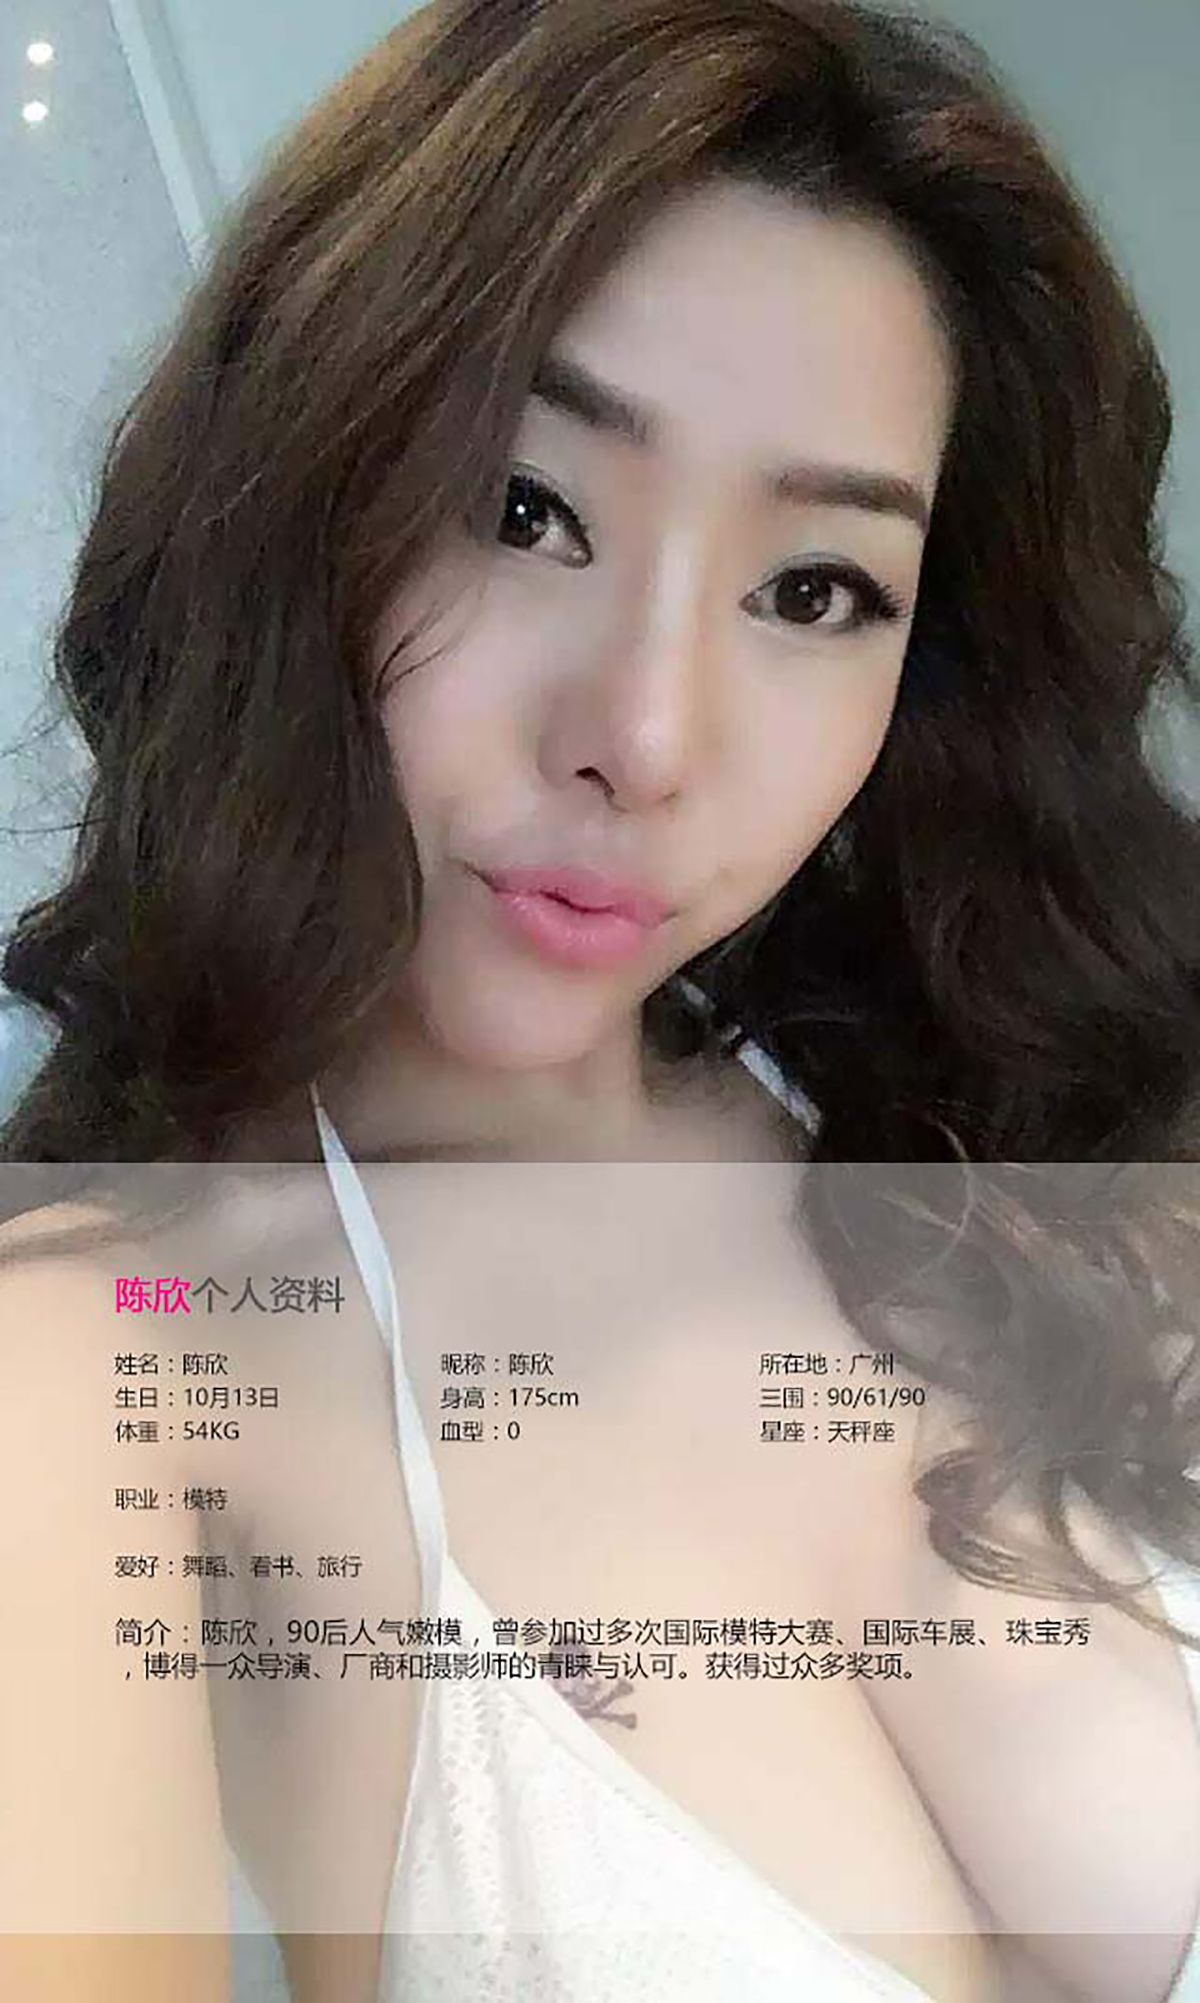 陈欣个人资料
姓名：陈欣 昵称：陈欣 所在地：广州
生日：10月13日 身高：175cm 三围：90/61/90
体重：54KG 血型：O 星座：天秤座
职业：模特
爱好：舞蹈、看书、旅行
简介：陈欣，90后人气嫩模，曾参加过多次国际模特大赛、国际车展、珠宝秀
，博得一众导演、厂商和摄影师的青睐与认可。获得过众多奖项。